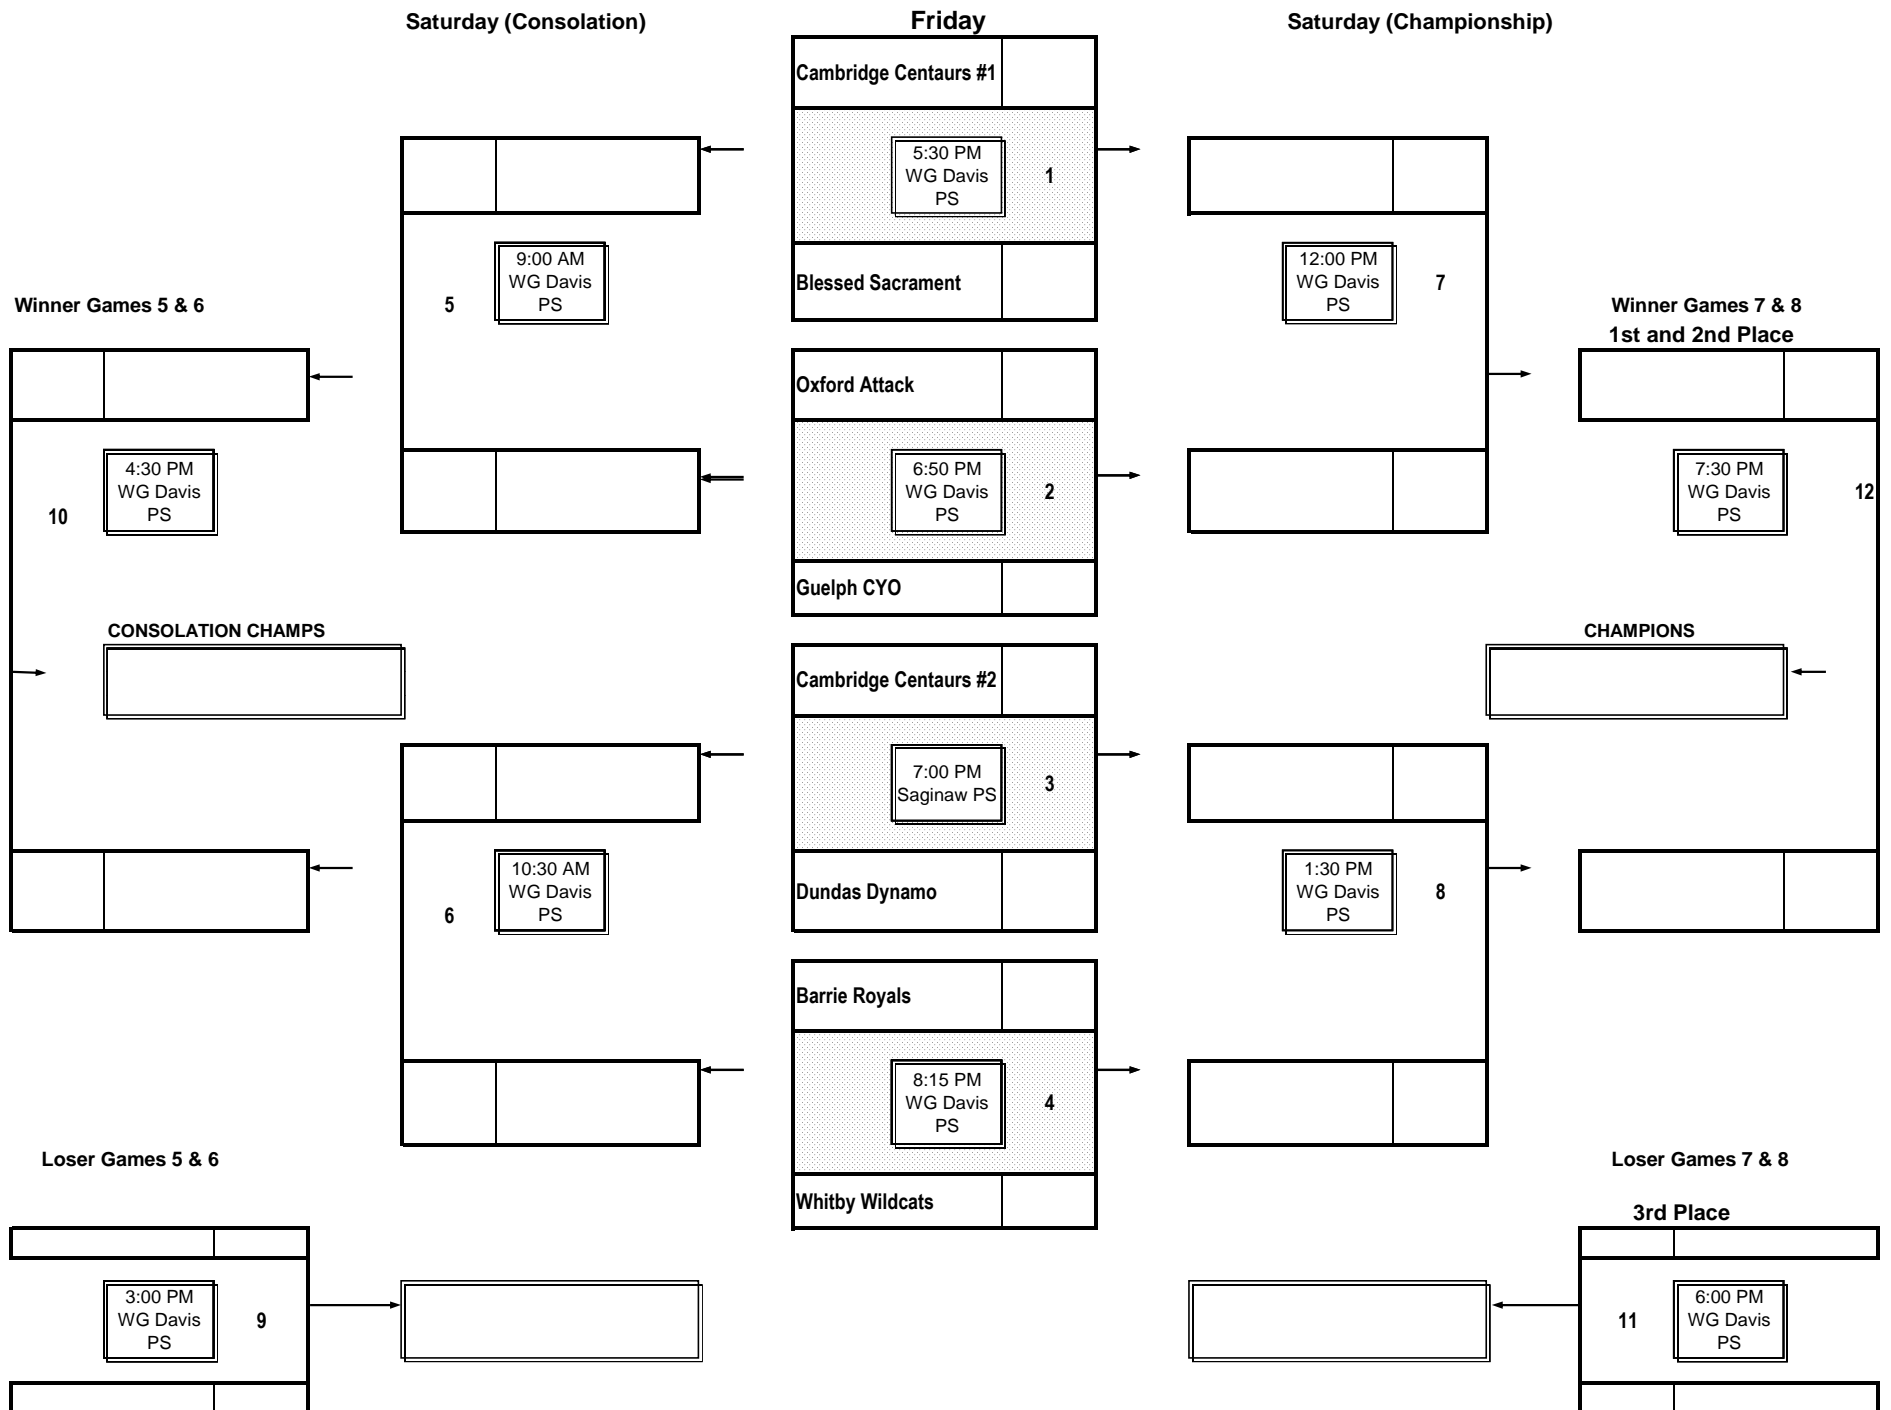 Saturday (Consolation)
Friday
Saturday (Championship)
Cambridge Centaurs #1
5:30 PM
WG Davis
PS
1
Blessed Sacrament
9:00 AM
WG Davis
PS
5
12:00 PM
WG Davis
PS
7
Winner Games 5 & 6
Winner Games 7 & 8
1st and 2nd Place
Oxford Attack
4:30 PM
WG Davis
PS
10
6:50 PM
WG Davis
PS
2
7:30 PM
WG Davis
PS
12
Guelph CYO
CONSOLATION CHAMPS
CHAMPIONS
Cambridge Centaurs #2
7:00 PM
Saginaw PS
3
Dundas Dynamo
10:30 AM
WG Davis
PS
6
1:30 PM
WG Davis
PS
8
Barrie Royals
8:15 PM
WG Davis
PS
4
Whitby Wildcats
Loser Games 5 & 6
Loser Games 7 & 8
3rd Place
3:00 PM
WG Davis
PS
9
11
6:00 PM
WG Davis
PS